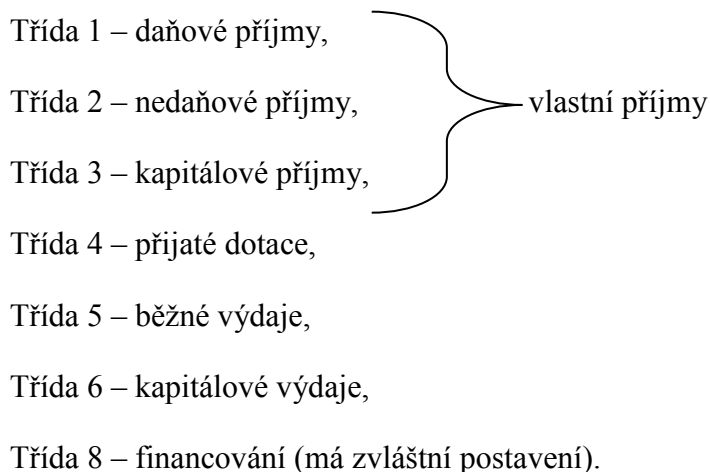 Třída 1 – daňové příjmy,
Třída 2 – nedaňové příjmy,
vlastní příjmy
Třída 3 – kapitálové příjmy,
Třída 4 – přijaté dotace,
Třída 5 – běžné výdaje,
Třída 6 – kapitálové výdaje,
Třída 8 – financování (má zvláštní postavení).